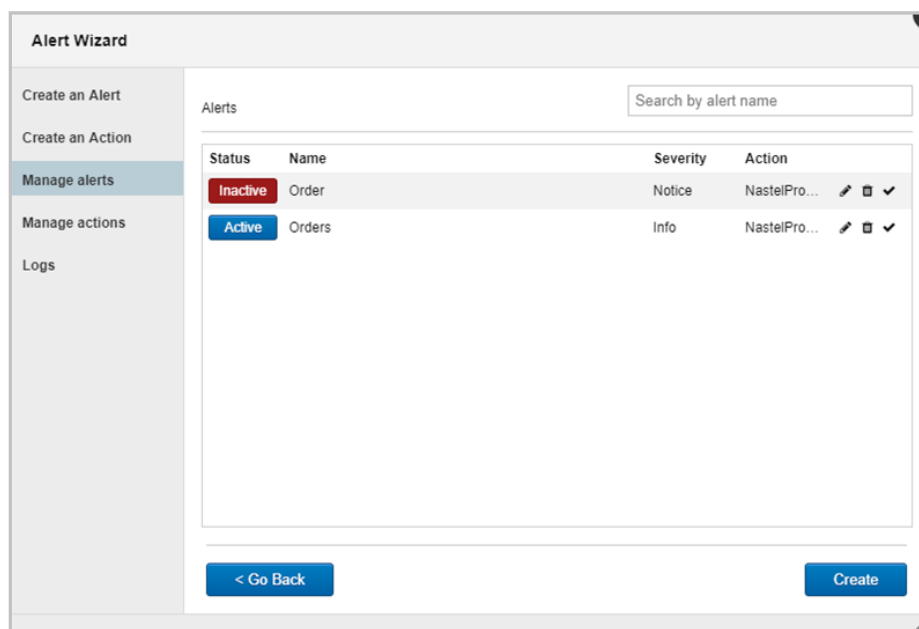 Alert Wizard
Create an Alert
Create an Action
Manage alerts
Manage actions
Logs
Alerts
Search by alert name
Status Name Severity Action
Inactive Order Notice NastelPro...
Active Orders Info NastelPro...
< Go Back
Create